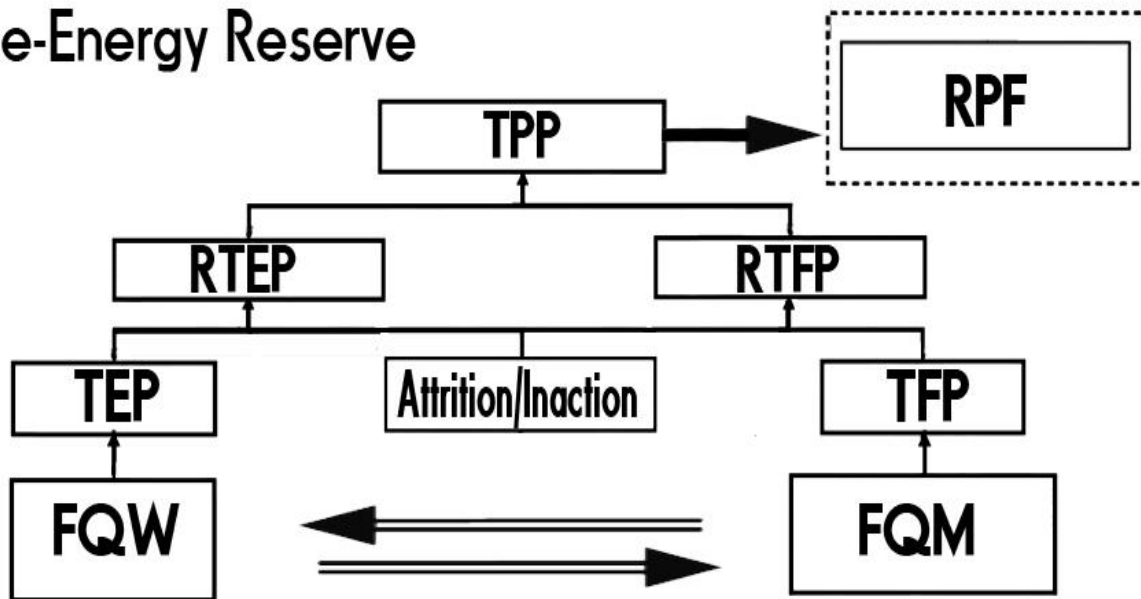 e-Energy Reserve
RPF
TPP
RTEP
RTFP
TEP
Attrition/Inaction
TFP
FQW
FQM